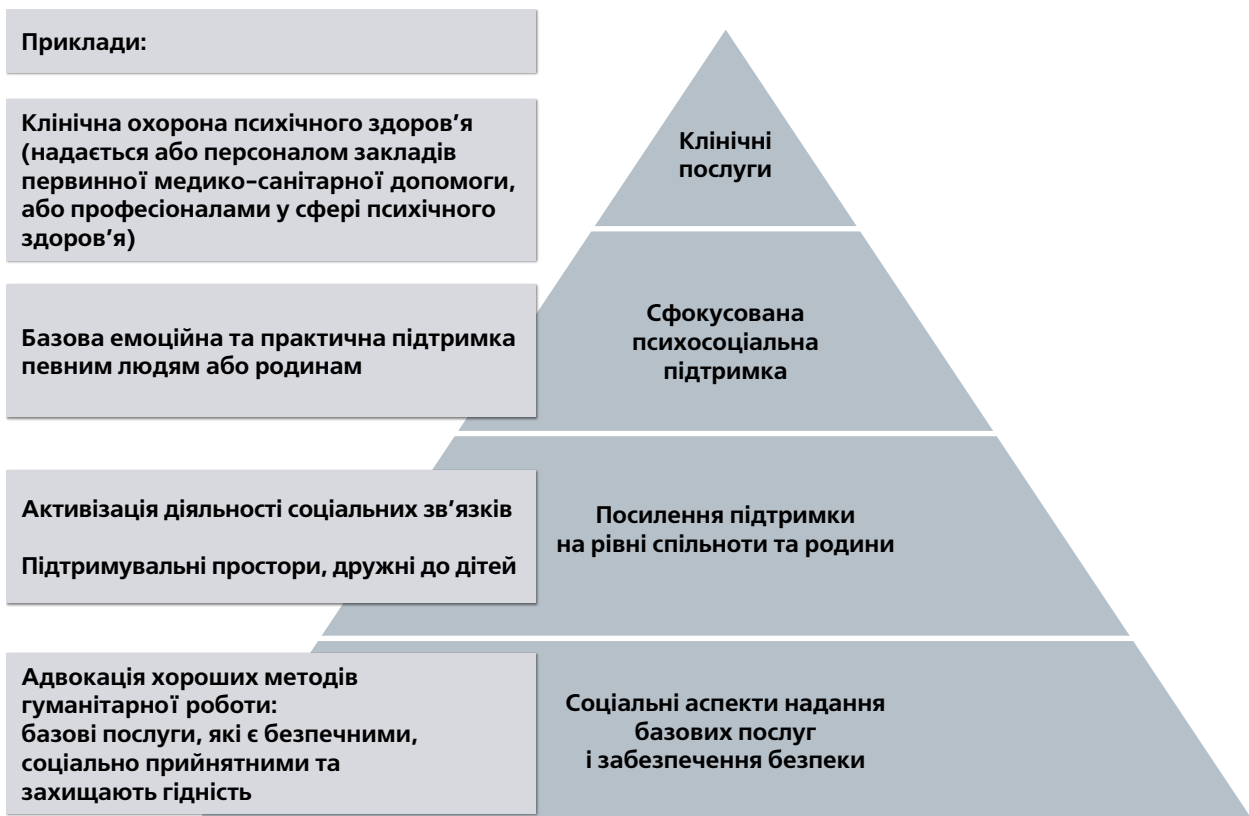 Приклади:
Клінічна охорона психічного здоров’я
(надається або персоналом закладів
первинної медико-санітарної допомоги,
або професіоналами у сфері психічного
здоров’я)
Клінічні
послуги
Базова емоційна та практична підтримка
певним людям або родинам
Сфокусована
психосоціальна
підтримка
Активізація діяльності соціальних зв’язків
Підтримувальні простори, дружні до дітей
Посилення підтримки
на рівні спільноти та родини
Адвокація хороших методів
гуманітарної роботи:
базові послуги, які є безпечними,
соціально прийнятними та
захищають гідність
Соціальні аспекти надання
базових послуг
і забезпечення безпеки